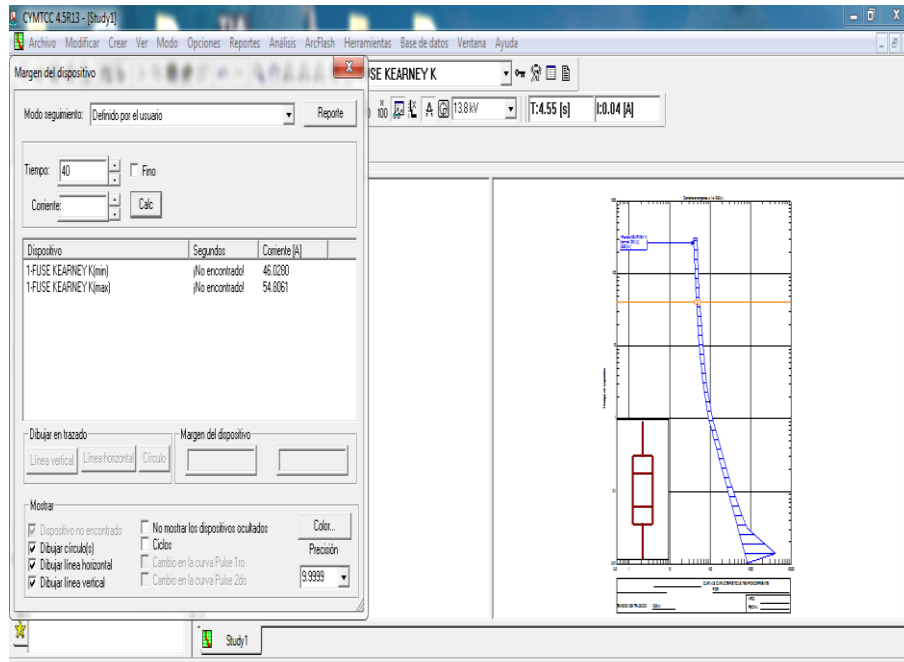 CYMTCC 4.5R13 - [Study1]
Archivo Modificar Crear Ver Modo Opciones Reportes Análisis ArcFlash Herramientas Base de datos Ventana Ayuda
Margen del dispositivo
KEARNEY K
Modo seguimiento: Definido por el usuario Reporte
100 A G 13.8 kV T:4.55 [s] I:0.04 [A]
Tiempo: 40 Fino
Corriente: Calc
Dispositivo Segundos Corriente [A]
1-FUSE KEARNEY K(min) ¡No encontrado! 46.0280
1-FUSE KEARNEY K(max) ¡No encontrado! 54.8061
Dibujar en trazado Margen del dispositivo
Línea vertical Línea horizontal Círculo
Mostrar
Dispositivo no encontrado No mostrar los dispositivos ocultados Color...
Dibujar círculo(s) Ciclos Precisión
Dibujar línea horizontal Cambio en la curva Pulse 1ro
Dibujar línea vertical Cambio en la curva Pulse 2do 9.9999
Study1